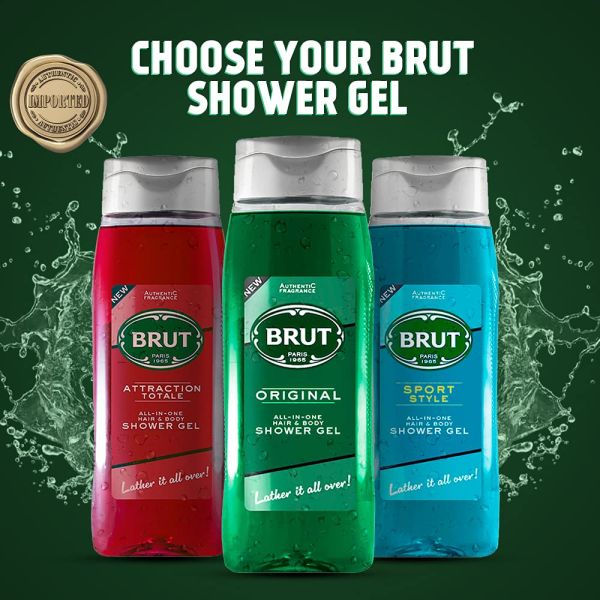 CHOOSE YOUR BRUT
SHOWER GEL
AUTHENTIC
IMPORTED
AUTHENTIC
NEW
AUTHENTIC
FRAGRANCE
BRUT
PARIS
1965
ATTRACTION
TOTALE
ALL-IN-ONE
HAIR & BODY
SHOWER GEL
Lather it all over!
NEW
AUTHENTIC
FRAGRANCE
BRUT
PARIS
1965
ORIGINAL
ALL-IN-ONE
HAIR & BODY
SHOWER GEL
Lather it all over!
NEW
AUTHENTIC
FRAGRANCE
BRUT
PARIS
1965
SPORT
STYLE
ALL-IN-ONE
HAIR & BODY
SHOWER GEL
Lather it all over!